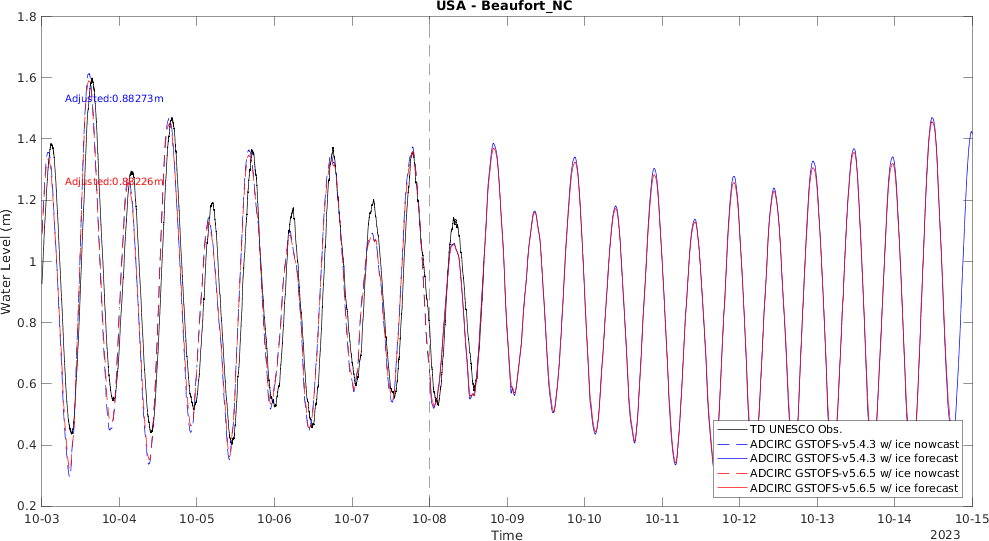 USA - Beaufort_NC
1.8
1.6
1.4
1.2
1
0.8
0.6
0.4
0.2
Water Level (m)
Adjusted:0.88273m
Adjusted:0.88226m
TD UNESCO Obs.
ADCIRC GSTOFS-v5.4.3 w/ ice nowcast
ADCIRC GSTOFS-v5.4.3 w/ ice forecast
ADCIRC GSTOFS-v5.6.5 w/ ice nowcast
ADCIRC GSTOFS-v5.6.5 w/ ice forecast
10-03 10-04 10-05 10-06 10-07 10-08 10-09 10-10 10-11 10-12 10-13 10-14 10-15
Time
2023